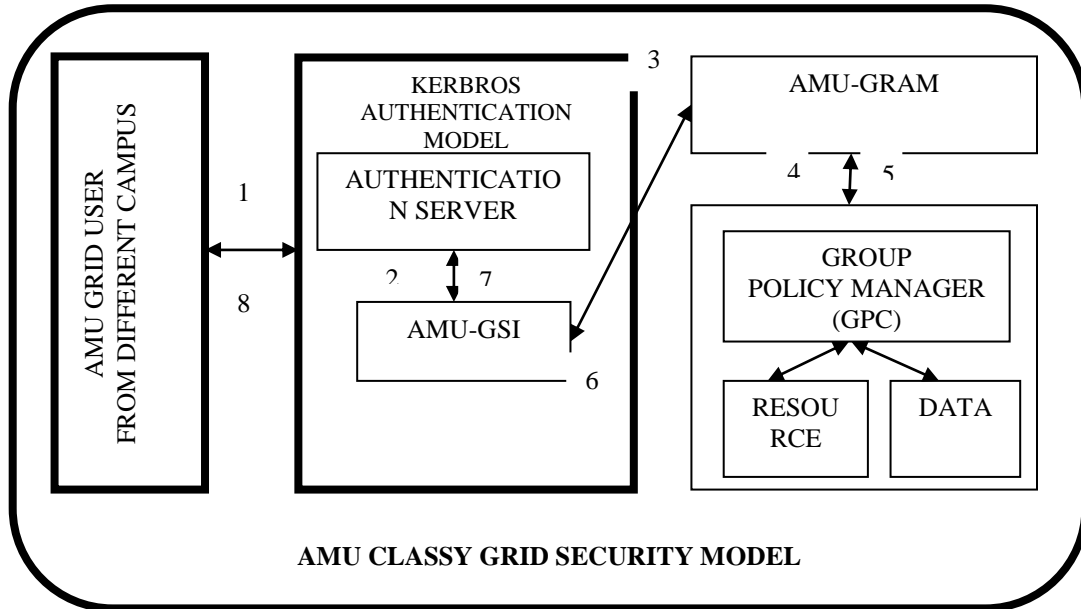 AMU GRID USER
FROM DIFFERENT CAMPUS
1
8
KERBROS
AUTHENTICATION
MODEL
AUTHENTICATIO
N SERVER
2
7
AMU-GSI
6
3
AMU-GRAM
4
5
GROUP
POLICY MANAGER
(GPC)
RESOU
RCE
DATA
AMU CLASSY GRID SECURITY MODEL